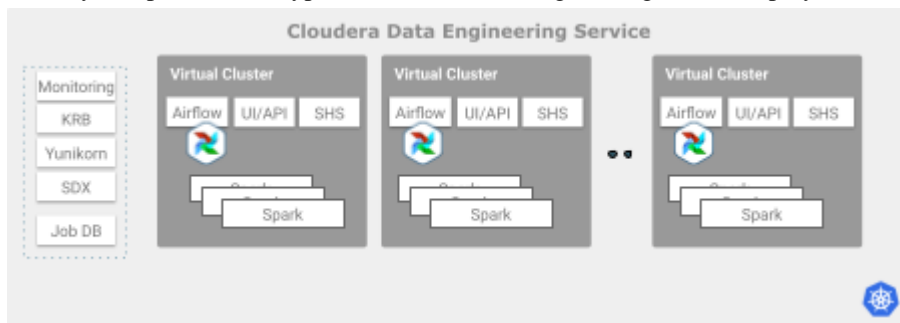 Cloudera Data Engineering Service
Monitoring
KRB
Yunikorn
SDX
Job DB
Virtual Cluster
Airflow
UI/API
SHS
Spark
Virtual Cluster
Airflow
UI/API
SHS
Spark
Virtual Cluster
Airflow
UI/API
SHS
Spark